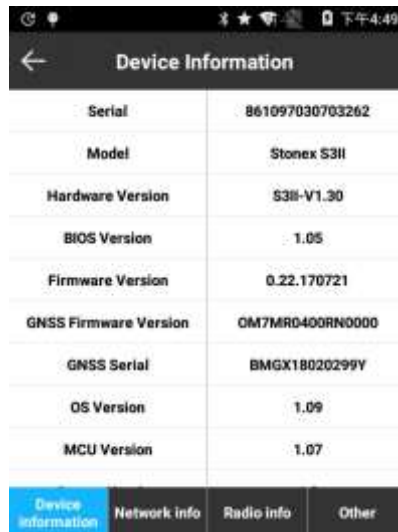 下午4:49
Device Information
Serial 861097030703262
Model Stonex S3II
Hardware Version S3II-V1.30
BIOS Version 1.05
Firmware Version 0.22.170721
GNSS Firmware Version OM7MR0400RN0000
GNSS Serial BMGX18020299Y
OS Version 1.09
MCU Version 1.07
Device information Network info Radio info Other